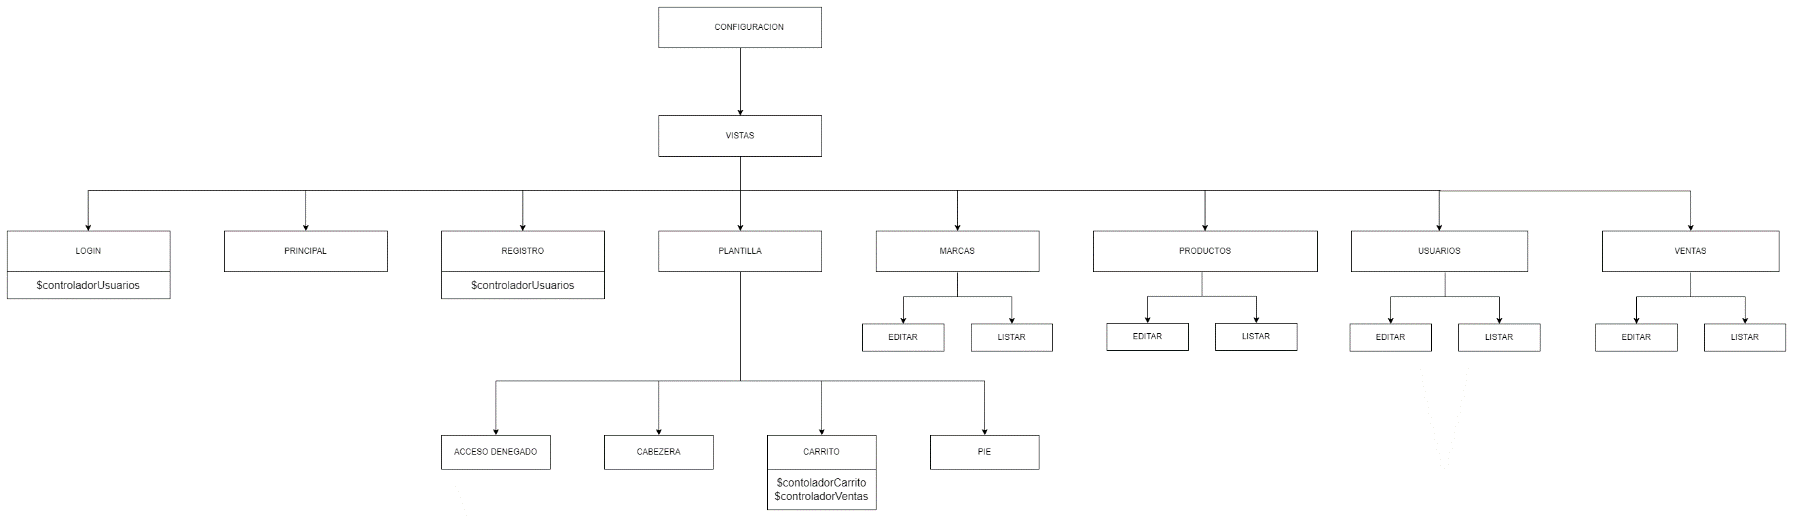 CONFIGURACION
VISTAS
LOGIN
$controladorUsuarios
PRINCIPAL
REGISTRO
$controladorUsuarios
PLANTILLA
MARCAS
PRODUCTOS
USUARIOS
VENTAS
EDITAR
LISTAR
EDITAR
LISTAR
EDITAR
LISTAR
EDITAR
LISTAR
ACCESO DENEGADO
CABEZERA
CARRITO
$contoladorCarrito
$controladorVentas
PIE